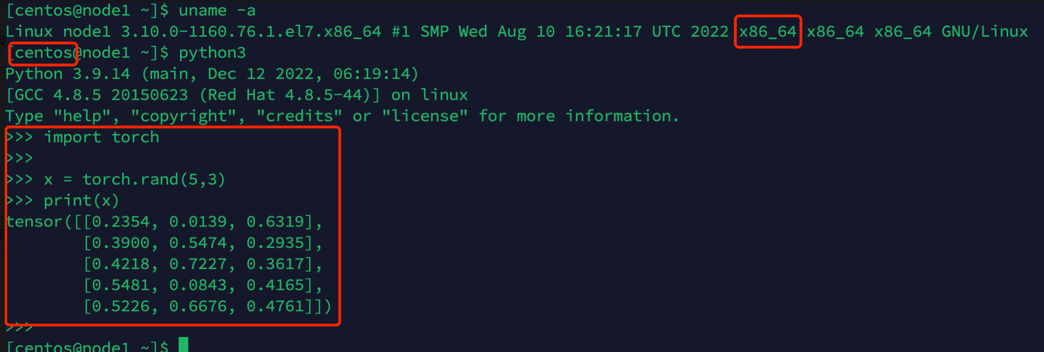 [centos@node1 ~]$ uname -a
Linux node1 3.10.0-1160.76.1.el7.x86_64 #1 SMP Wed Aug 10 16:21:17 UTC 2022 x86_64 x86_64 x86_64 GNU/Linux
[centos@node1 ~]$ python3
Python 3.9.14 (main, Dec 12 2022, 06:19:14)
[GCC 4.8.5 20150623 (Red Hat 4.8.5-44)] on linux
Type "help", "copyright", "credits" or "license" for more information.
>>> import torch
>>>
>>> x = torch.rand(5,3)
>>> print(x)
tensor([[0.2354, 0.0139, 0.6319],
        [0.3900, 0.5474, 0.2935],
        [0.4218, 0.7227, 0.3617],
        [0.5481, 0.0843, 0.4165],
        [0.5226, 0.6676, 0.4761]])
>>>
[centos@node1 ~]$